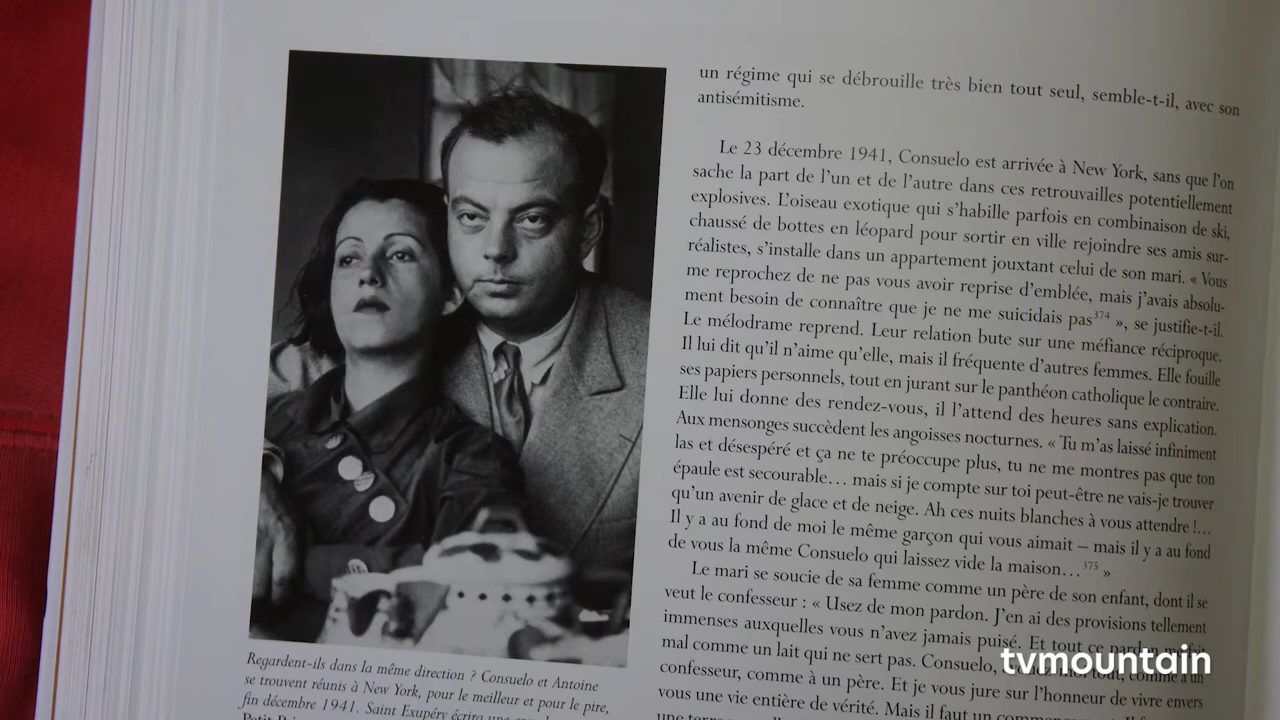 un régime qui se débrouille très bien tout seul, semble-t-il, avec son
antisémitisme.
Le 23 décembre 1941, Consuelo est arrivée à New York, sans que l'on
sache la part de l'un et de l'autre dans ces retrouvailles potentiellement
explosives. L'oiseau exotique qui s'habille parfois en combinaison de ski,
chaussé de bottes en léopard pour sortir en ville rejoindre ses amis sur-
réalistes, s'installe dans un appartement jouxtant celui de son mari. « Vous
me reprochez de ne pas vous avoir reprise d'emblée, mais j'avais absolu-
ment besoin de connaître que je ne me suicidais pas374 », se justifie-t-il.
Le mélodrame reprend. Leur relation bute sur une méfiance réciproque.
Il lui dit qu'il n'aime qu'elle, mais il fréquente d'autres femmes. Elle fouille
ses papiers personnels, tout en jurant sur le panthéon catholique le contraire.
Elle lui donne des rendez-vous, il l'attend des heures sans explication.
Aux mensonges succèdent les angoisses nocturnes. « Tu m'as laissé infiniment
las et désespéré et ça ne te préoccupe plus, tu ne me montres pas que ton
épaule est secourable… mais si je compte sur toi peut-être ne vais-je trouver
qu'un avenir de glace et de neige. Ah ces nuits blanches à vous attendre !…
Il y a au fond de moi le même garçon qui vous aimait – mais il y a au fond
de vous la même Consuelo qui laissez vide la maison… 375 »
Le mari se soucie de sa femme comme un père de son enfant, dont il se
veut le confesseur : « Usez de mon pardon. J'en ai des provisions tellement
immenses auxquelles vous n'avez jamais puisé. Et tout ce pardon me fait
mal comme un lait qui ne sert pas. Consuelo, tout, comme à un
confesseur, comme à un père. Et je vous jure sur l'honneur de vivre envers
vous une vie entière de vérité. Mais il faut un
Regardent-ils dans la même direction ? Consuelo et Antoine
se trouvent réunis à New York, pour le meilleur et pour le pire,
fin décembre 1941. Saint Exupéry écrira une
tvmountain